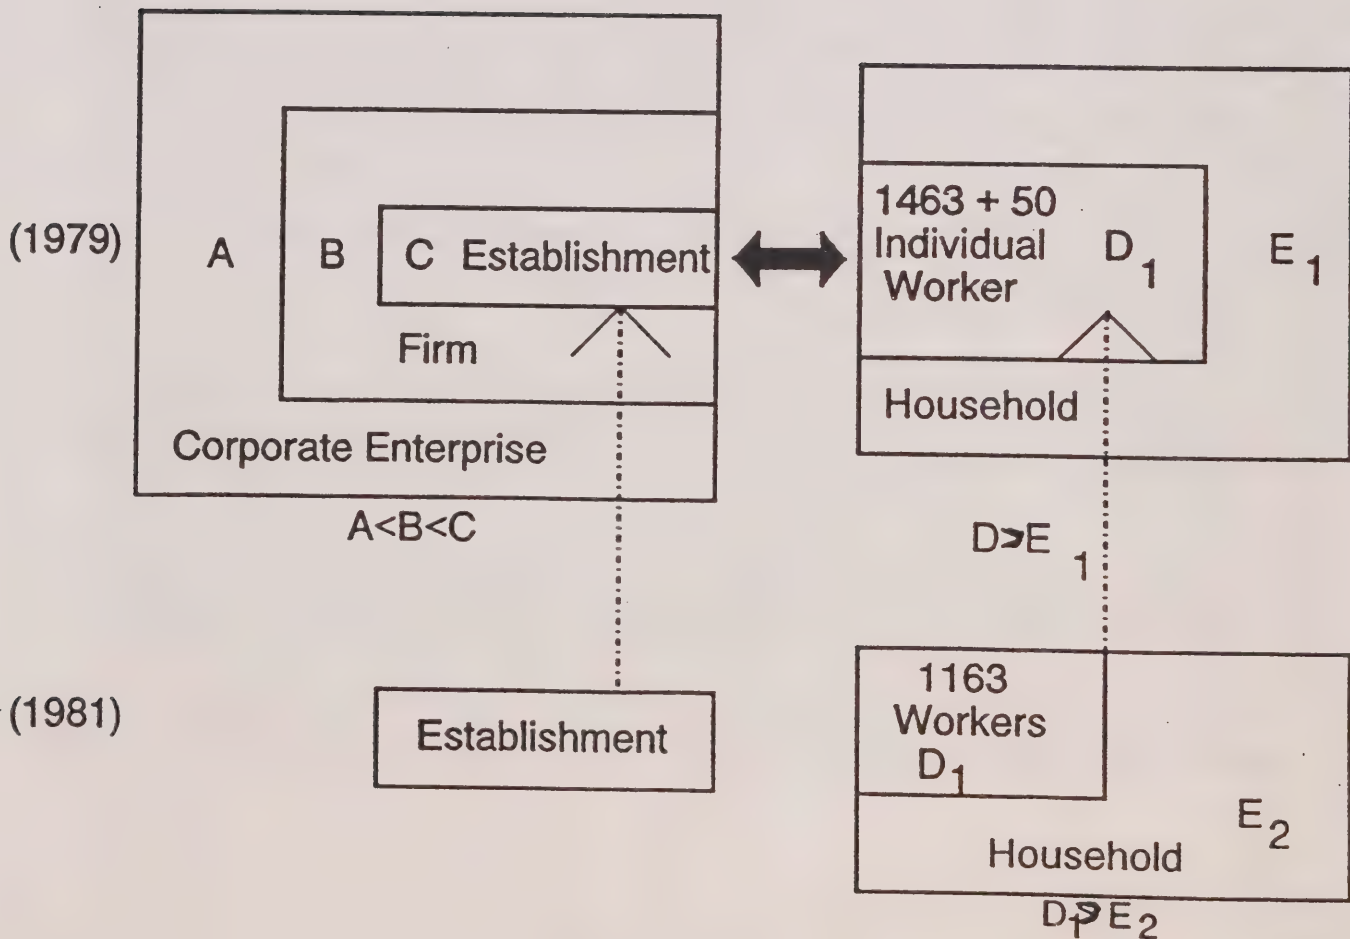 (1979)
A
B
C Establishment
Firm
Corporate Enterprise
A<B<C
1463 + 50
Individual
Worker
D1
E1
Household
D>E1
(1981)
Establishment
1163
Workers
D1
E2
Household
D1>E2